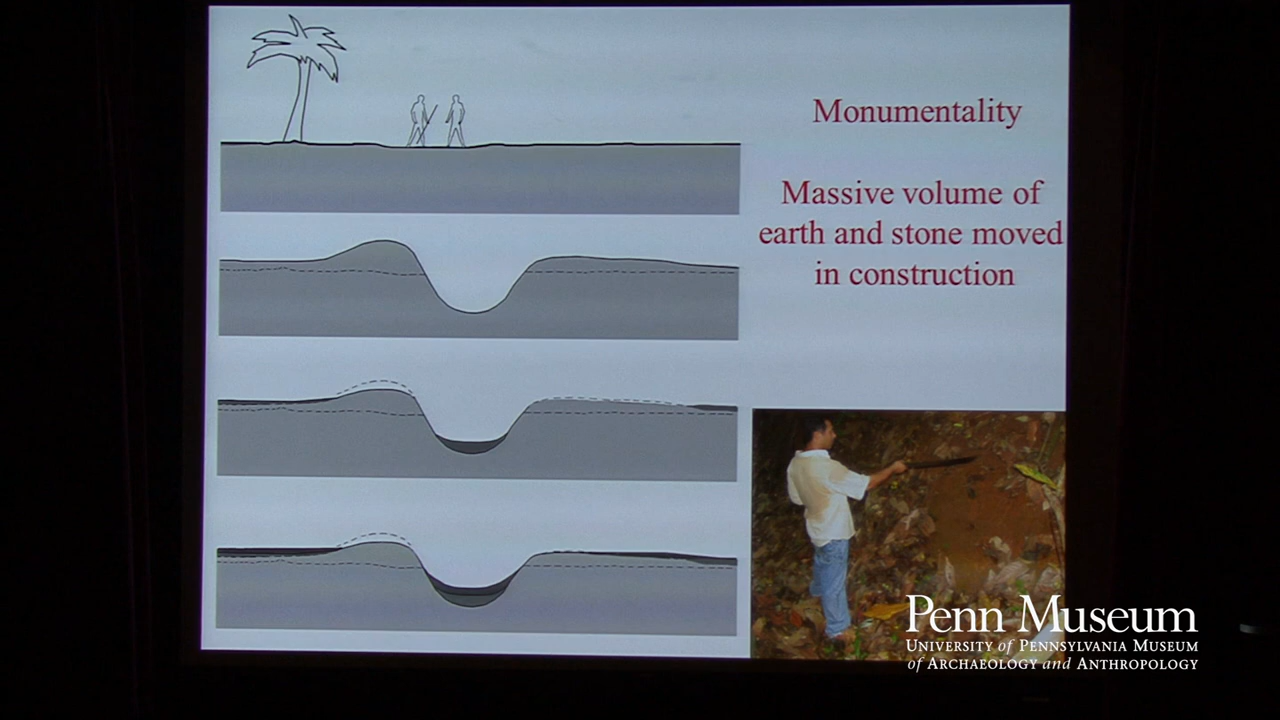 Monumentality
Massive volume of
earth and stone moved
in construction
Penn Museum
University of Pennsylvania Museum
of Archaeology and Anthropology